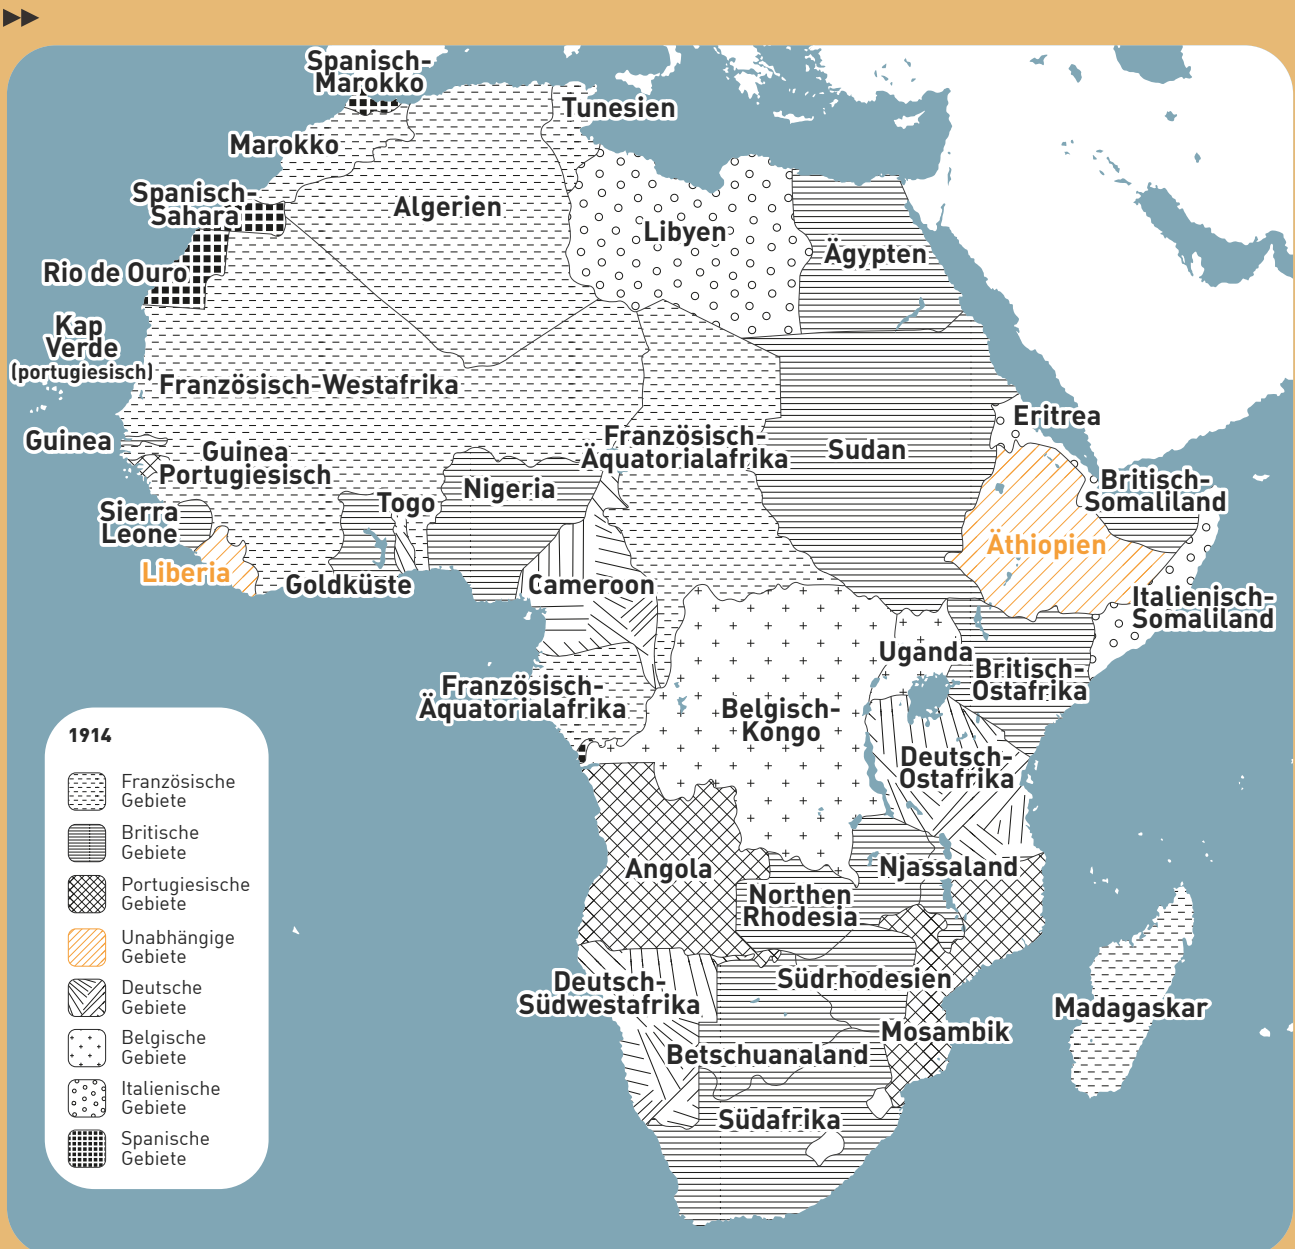 Spanisch-
Marokko
Tunesien
Marokko
Spanisch-
Sahara
Algerien
Libyen
Ägypten
Rio de Ouro
Kap
Verde
(portugiesisch)
Französisch-Westafrika
Guinea
Guinea
Portugiesisch
Französisch-
Äquatorialafrika
Sudan
Eritrea
Togo
Nigeria
Britisch-
Somaliland
Sierra
Leone
Äthiopien
Liberia
Goldküste
Cameroon
Italienisch-
Somaliland
Uganda
Britisch-
Ostafrika
Französisch-
Äquatorialafrika
Belgisch-
Kongo
Deutsch-
Ostafrika
Angola
Njassaland
Northen
Rhodesia
Deutsch-
Südwestafrika
Südrhodesien
Madagaskar
Mosambik
Betschuanaland
Südafrika
1914
Französische
Gebiete
Britische
Gebiete
Portugiesische
Gebiete
Unabhängige
Gebiete
Deutsche
Gebiete
Belgische
Gebiete
Italienische
Gebiete
Spanische
Gebiete